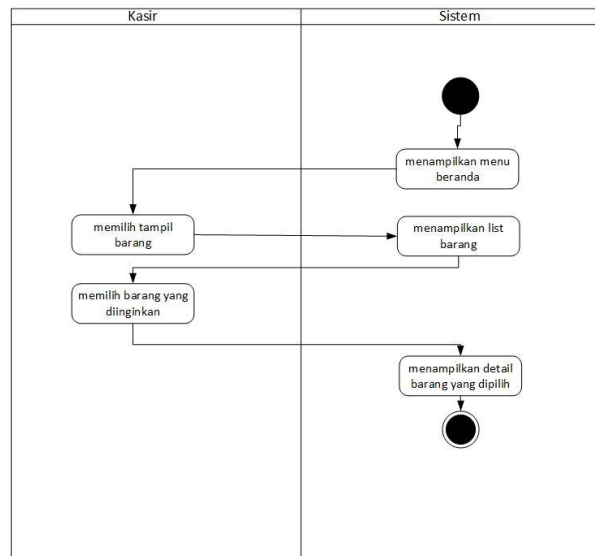 Kasir
Sistem
menampilkan menu
beranda
memilih tampil
barang
menampilkan list
barang
memilih barang yang
diinginkan
menampilkan detail
barang yang dipilih